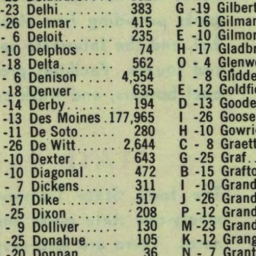 -23 Delhi ...... 383
-26 Delmar ..... 415
- 6 Deloit ...... 235
-10 Delphos .... 74
-18 Delta ...... 562
- 6 Denison .... 4,554
-18 Denver ..... 635
-14 Derby ...... 194
-13 Des Moines . 177,965
-11 De Soto ..... 280
-26 De Witt ..... 2,644
-10 Dexter ..... 643
-10 Diagonal .... 472
- 7 Dickens .... 311
-17 Dike ....... 517
-25 Dixon ...... 208
- 9 Dolliver .... 130
-25 Donahue .... 105
-20 Donnan .... 36
G -19 Gilbert
J -16 Gilman
E -10 Gilmor
H -17 Gladbr
O - 4 Glenw
I - 8 Glidde
E -12 Goldfi
D -13 Goode
I -26 Goose
H -10 Gowri
C - 8 Graett
G -25 Graf
B -15 Grafto
I -10 Grand
J -26 Grand
P -12 Grand
M -23 Grand
K -12 Grang
N - 7 Grant